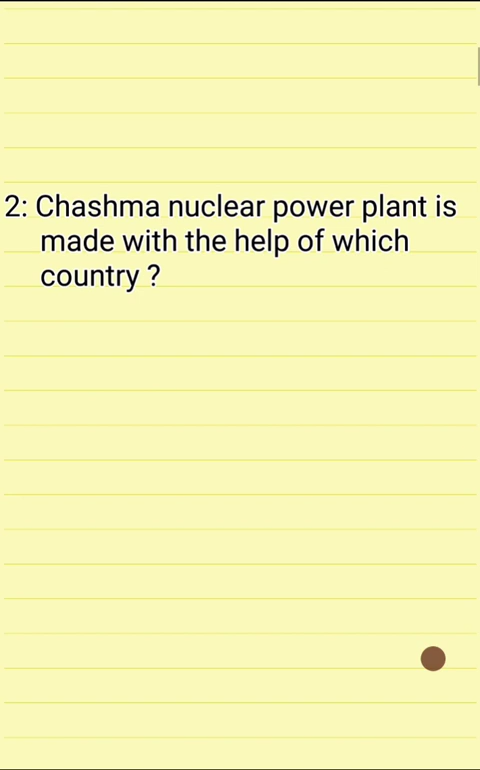 2: Chashma nuclear power plant is
made with the help of which
country ?